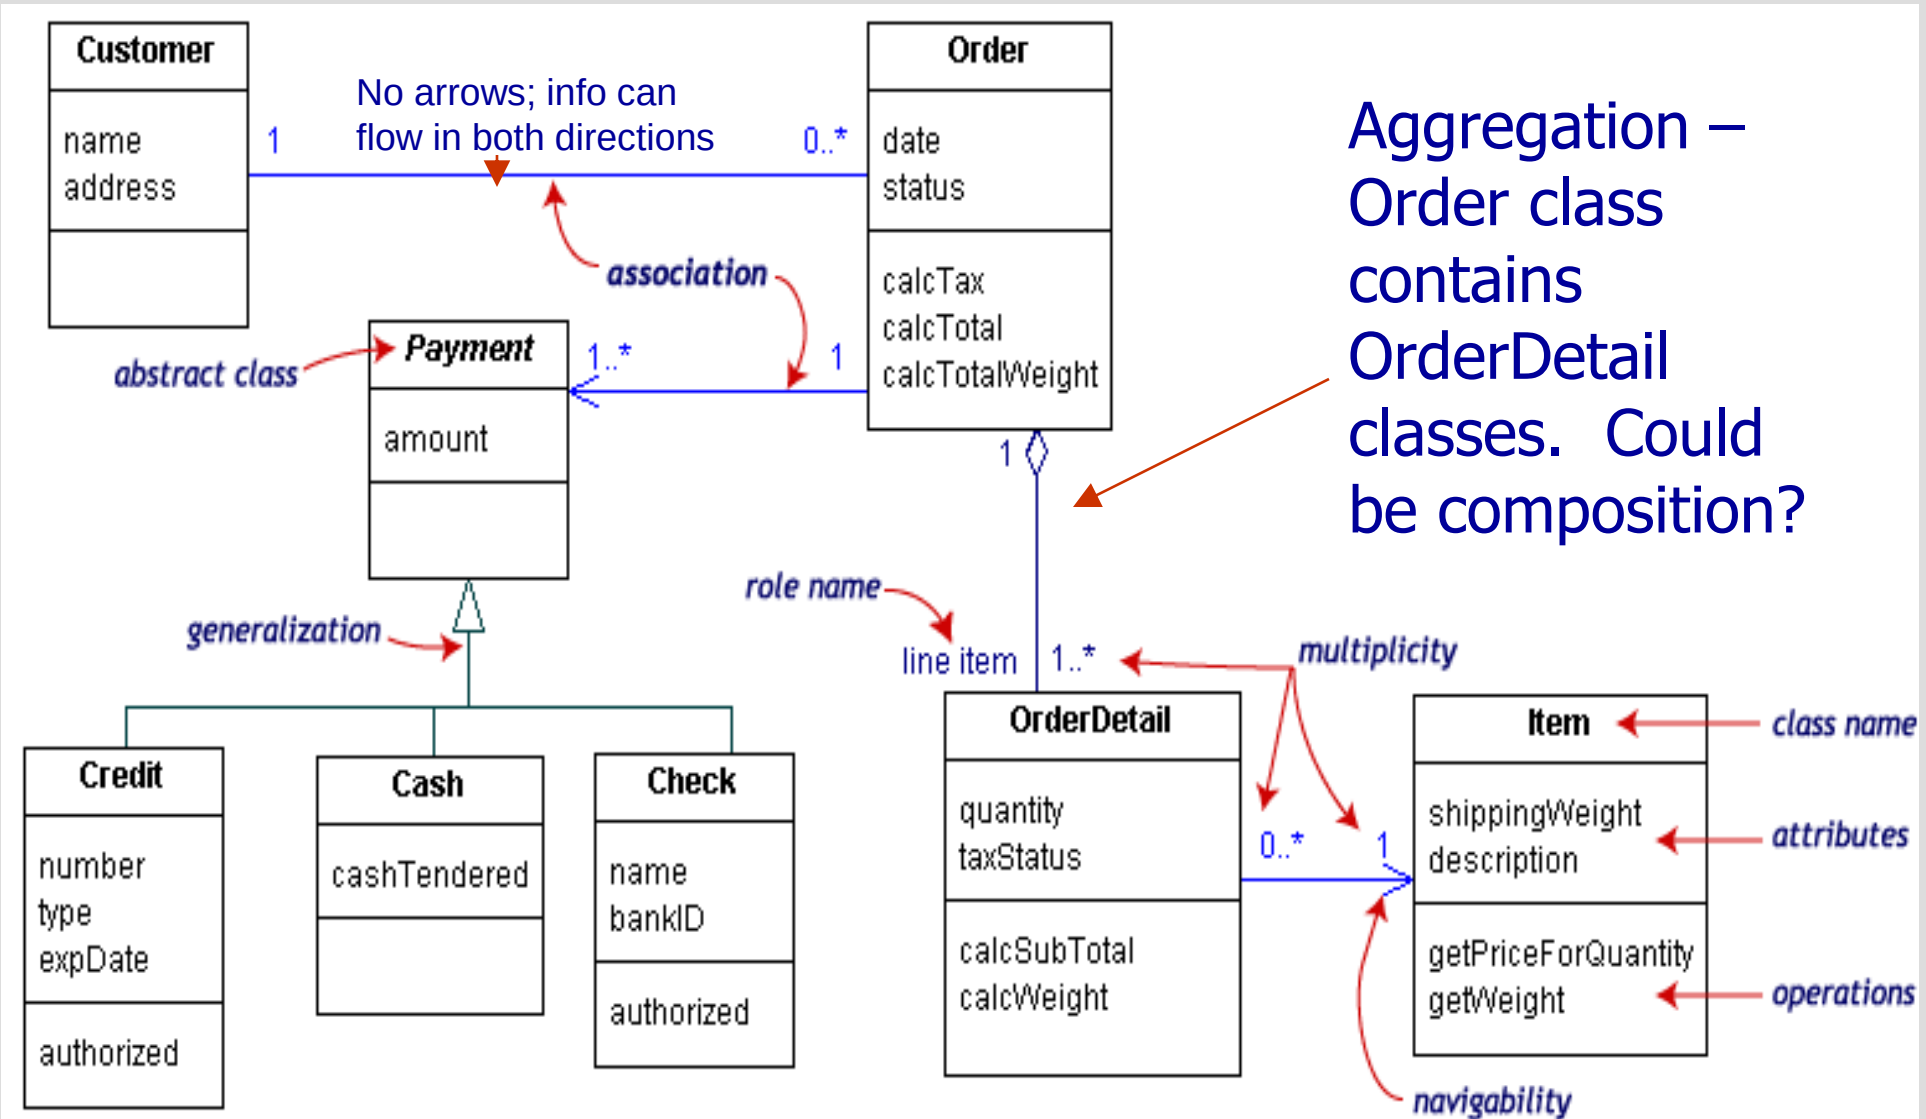 Customer
name
address
1
No arrows; info can
flow in both directions
0..*
Order
date
status
calcTax
calcTotal
calcTotalWeight
association
abstract class
Payment
amount
1..*
1
Aggregation –
Order class
contains
OrderDetail
classes. Could
be composition?
1
role name
line item
1..*
multiplicity
generalization
Credit
number
type
expDate
authorized
Cash
cashTendered
Check
name
bankID
authorized
OrderDetail
quantity
taxStatus
calcSubTotal
calcWeight
0..*
1
Item
shippingWeight
description
getPriceForQuantity
getWeight
class name
attributes
operations
navigability